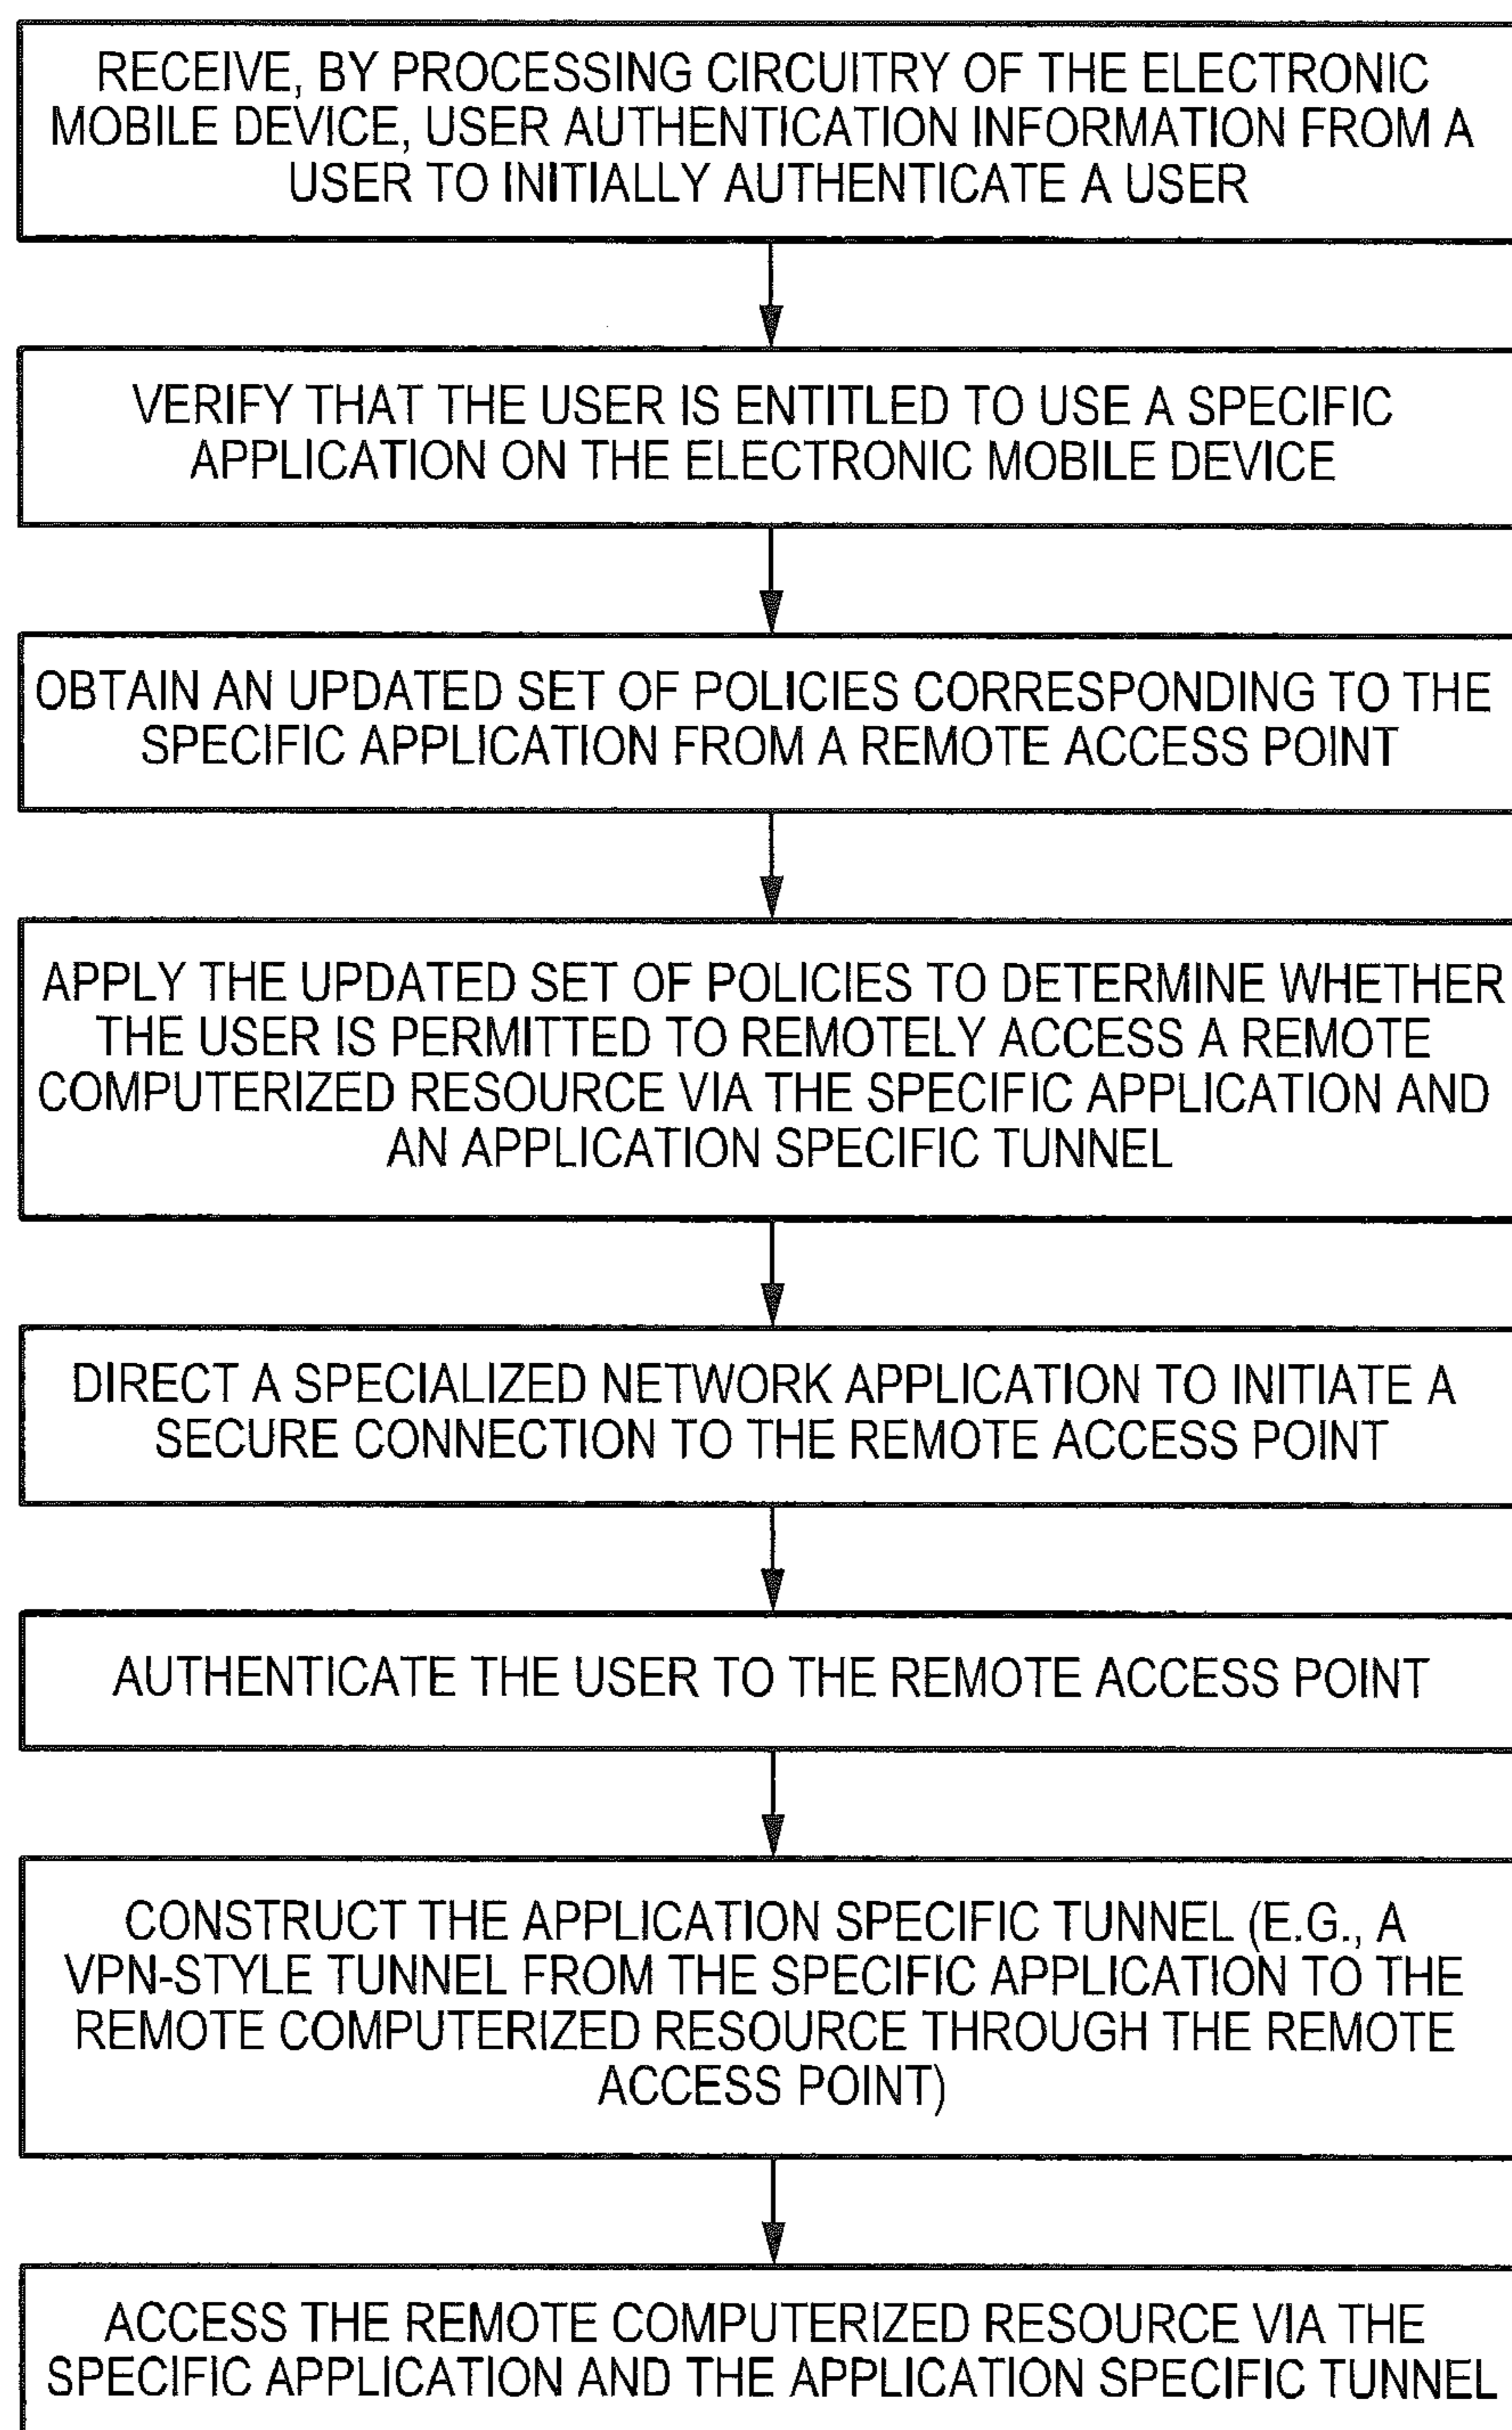 RECEIVE, BY PROCESSING CIRCUITRY OF THE ELECTRONIC
MOBILE DEVICE, USER AUTHENTICATION INFORMATION FROM A
USER TO INITIALLY AUTHENTICATE A USER
VERIFY THAT THE USER IS ENTITLED TO USE A SPECIFIC
APPLICATION ON THE ELECTRONIC MOBILE DEVICE
OBTAIN AN UPDATED SET OF POLICIES CORRESPONDING TO THE
SPECIFIC APPLICATION FROM A REMOTE ACCESS POINT
APPLY THE UPDATED SET OF POLICIES TO DETERMINE WHETHER
THE USER IS PERMITTED TO REMOTELY ACCESS A REMOTE
COMPUTERIZED RESOURCE VIA THE SPECIFIC APPLICATION AND
AN APPLICATION SPECIFIC TUNNEL
DIRECT A SPECIALIZED NETWORK APPLICATION TO INITIATE A
SECURE CONNECTION TO THE REMOTE ACCESS POINT
AUTHENTICATE THE USER TO THE REMOTE ACCESS POINT
CONSTRUCT THE APPLICATION SPECIFIC TUNNEL (E.G., A
VPN-STYLE TUNNEL FROM THE SPECIFIC APPLICATION TO THE
REMOTE COMPUTERIZED RESOURCE THROUGH THE REMOTE
ACCESS POINT)
ACCESS THE REMOTE COMPUTERIZED RESOURCE VIA THE
SPECIFIC APPLICATION AND THE APPLICATION SPECIFIC TUNNEL